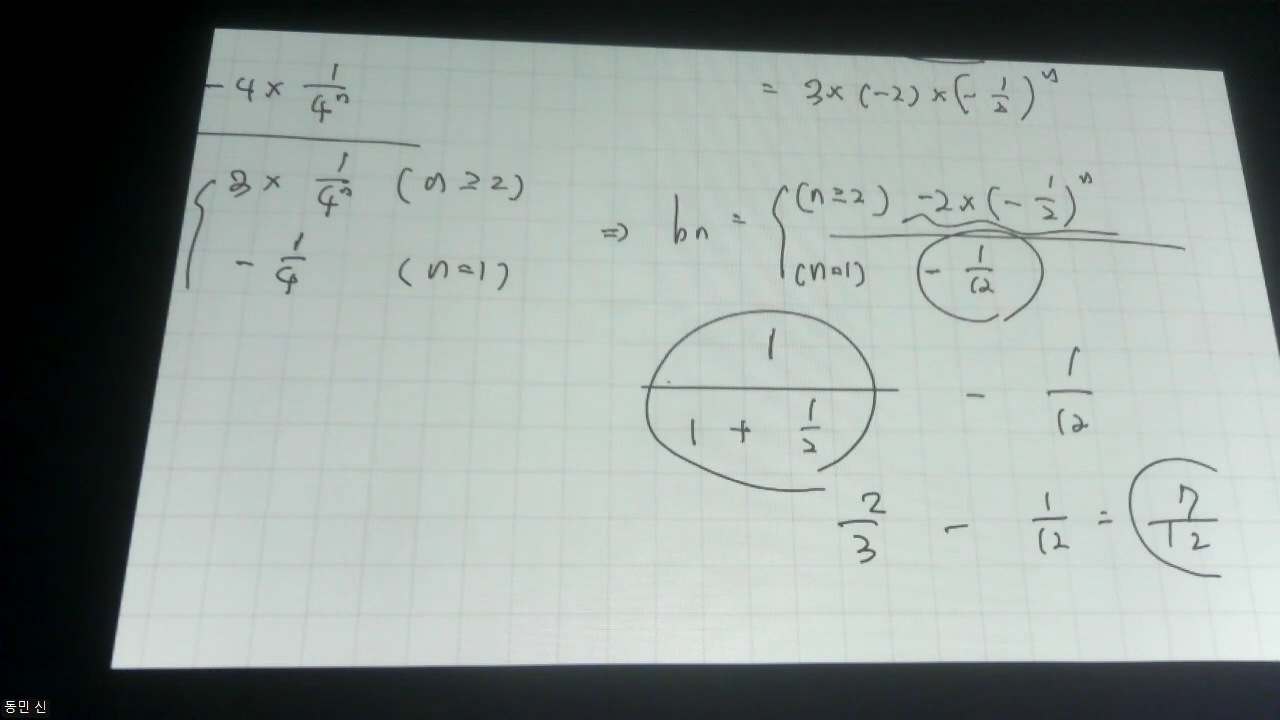 - 4 × 1/4ⁿ
= 3 × (-2) × (- 1/2)ⁿ
{ 3 × 1/4ⁿ (n ≥ 2)
- 1/4 (n=1)
⇒ bn = { (n≥2) -2 × (- 1/2)ⁿ
(n=1) - 1/12
1 / (1 + 1/2) - 1/12
2/3 - 1/12 = 7/12
동민 신